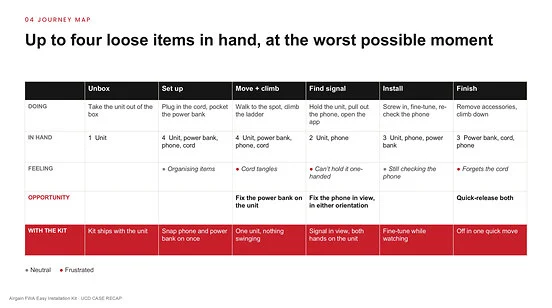 04 JOURNEY MAP
Up to four loose items in hand, at the worst possible moment
Unbox
Set up
Move + climb
Find signal
Install
Finish
DOING
Take the unit out of the
box
Plug in the cord, pocket
the power bank
Walk to the spot, climb
the ladder
Hold the unit, pull out
the phone, open the
app
Screw in, fine-tune, re-
check the phone
Remove accessories,
climb down
IN HAND
1 Unit
4 Unit, power bank,
phone, cord
4 Unit, power bank,
phone, cord
2 Unit, phone
3 Unit, phone, power
bank
3 Power bank, cord,
phone
FEELING
● Organising items
● Cord tangles
● Can't hold it one-
handed
● Still checking the
phone
● Forgets the cord
OPPORTUNITY
Fix the power bank on
the unit
Fix the phone in view,
in either orientation
Quick-release both
WITH THE KIT
Kit ships with the unit
Snap phone and power
bank on once
One unit, nothing
swinging
Signal in view, both
hands on the unit
Fine-tune while
watching
Off in one quick move
● Neutral ● Frustrated
Airgain FWA Easy Installation Kit · UCD CASE RECAP